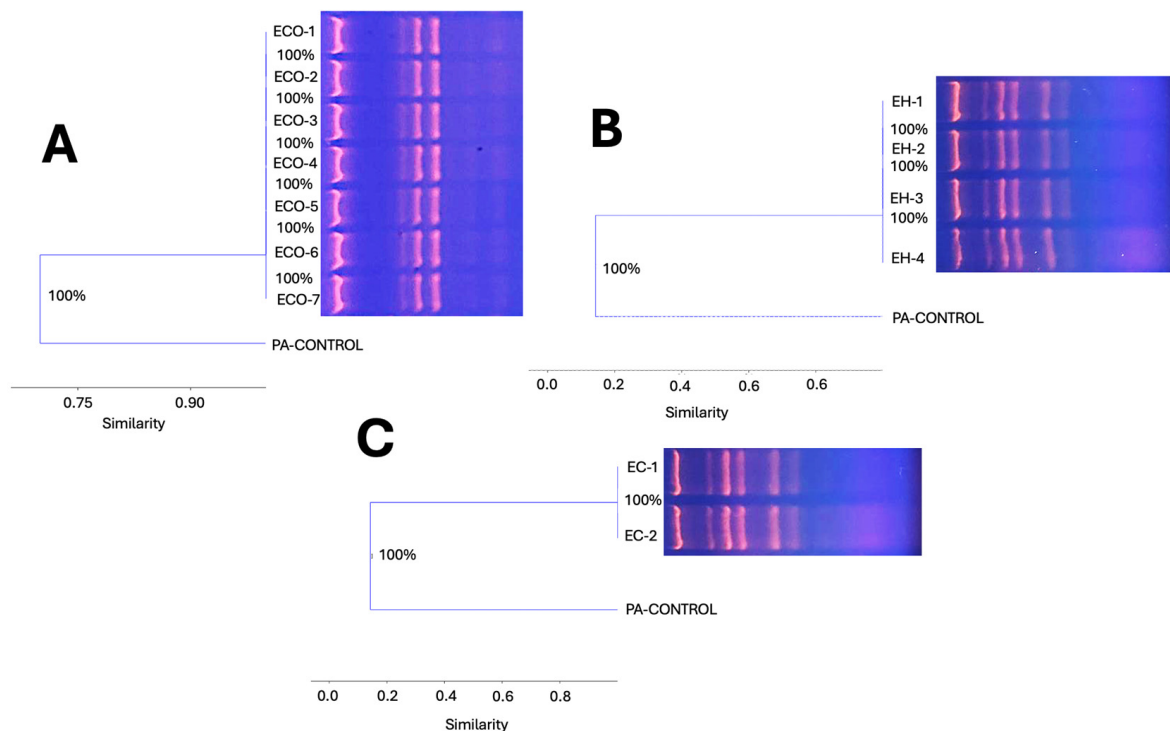 A
ECO-1
100%
ECO-2
100%
ECO-3
100%
ECO-4
100%
ECO-5
100%
ECO-6
100%
ECO-7
100%
PA-CONTROL
0.75 0.90
Similarity
B
EH-1
100%
EH-2
100%
EH-3
100%
EH-4
100%
PA-CONTROL
0.0 0.2 0.4 0.6 0.6
Similarity
C
EC-1
100%
EC-2
100%
PA-CONTROL
0.0 0.2 0.4 0.6 0.8
Similarity